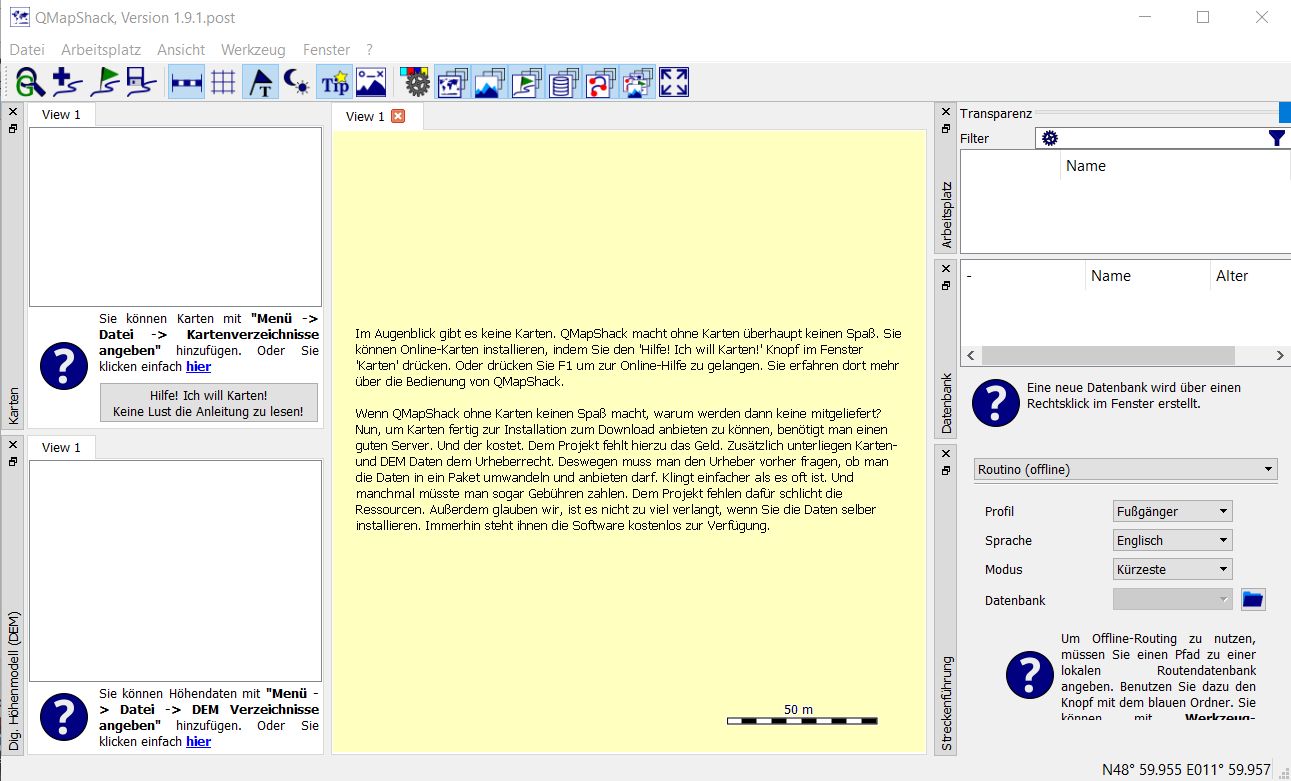 QMapShack, Version 1.9.1.post
Datei Arbeitsplatz Ansicht Werkzeug Fenster ?
T Tip
View 1
Sie können Karten mit "Menü ->
Datei -> Kartenverzeichnisse
angeben" hinzufügen. Oder Sie
klicken einfach hier
Hilfe! Ich will Karten!
Keine Lust die Anleitung zu lesen!
Karten
View 1
Sie können Höhendaten mit "Menü -
> Datei -> DEM Verzeichnisse
angeben" hinzufügen. Oder Sie
klicken einfach hier
Dig. Höhenmodell (DEM)
View 1
Im Augenblick gibt es keine Karten. QMapShack macht ohne Karten überhaupt keinen Spaß. Sie
können Online-Karten installieren, indem Sie den 'Hilfe! Ich will Karten!' Knopf im Fenster
'Karten' drücken. Oder drücken Sie F1 um zur Online-Hilfe zu gelangen. Sie erfahren dort mehr
über die Bedienung von QMapShack.
Wenn QMapShack ohne Karten keinen Spaß macht, warum werden dann keine mitgeliefert?
Nun, um Karten fertig zur Installation zum Download anbieten zu können, benötigt man einen
guten Server. Und der kostet. Dem Projekt fehlt hierzu das Geld. Zusätzlich unterliegen Karten-
und DEM Daten dem Urheberrecht. Deswegen muss man den Urheber vorher fragen, ob man
die Daten in ein Paket umwandeln und anbieten darf. Klingt einfacher als es oft ist. Und
manchmal müsste man sogar Gebühren zahlen. Dem Projekt fehlen dafür schlicht die
Ressourcen. Außerdem glauben wir, ist es nicht zu viel verlangt, wenn Sie die Daten selber
installieren. Immerhin steht ihnen die Software kostenlos zur Verfügung.
50 m
Transparenz
Filter
Name
Arbeitsplatz
- Name Alter
Eine neue Datenbank wird über einen
Rechtsklick im Fenster erstellt.
Datenbank
Routino (offline)
Profil Fußgänger
Sprache Englisch
Modus Kürzeste
Datenbank
Um Offline-Routing zu nutzen,
müssen Sie einen Pfad zu einer
lokalen Routendatenbank
angeben. Benutzen Sie dazu den
Knopf mit dem blauen Ordner. Sie
können mit Werkzeug-
Streckenführung
N48° 59.955 E011° 59.957